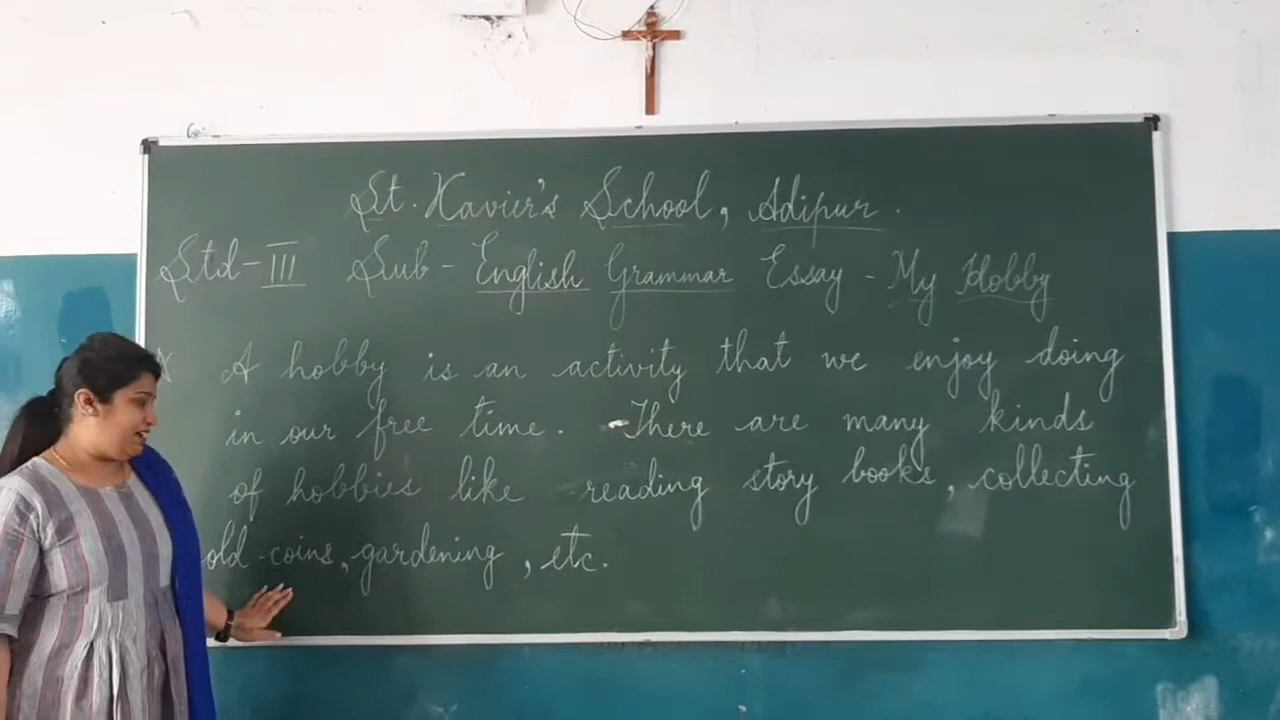 St. Xavier's School, Adipur.
Std-III Sub - English Grammar Essay - My Hobby
A hobby is an activity that we enjoy doing
in our free time. There are many kinds
of hobbies like reading story books, collecting
old coins, gardening, etc.